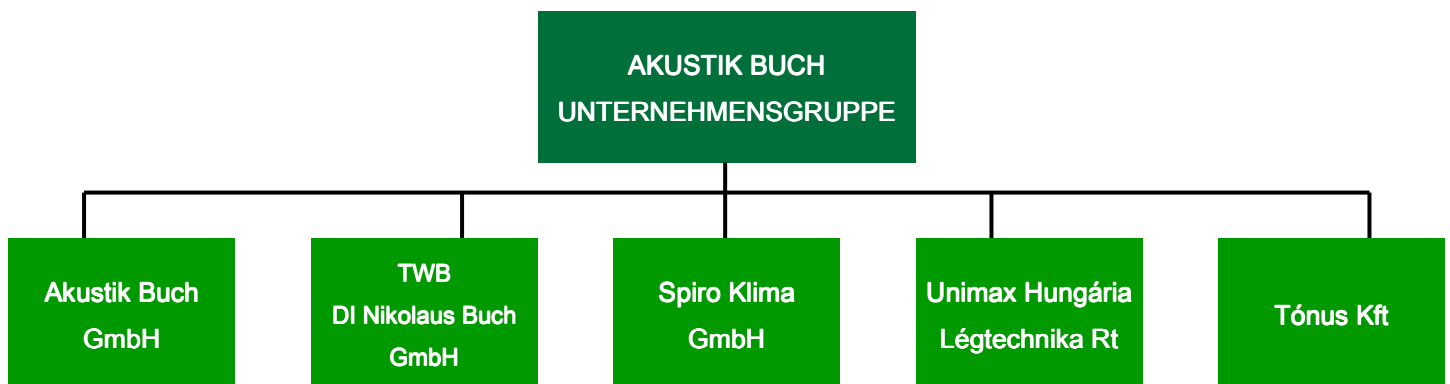 AKUSTIK BUCH
UNTERNEHMENSGRUPPE
Akustik Buch
GmbH
TWB
DI Nikolaus Buch
GmbH
Spiro Klima
GmbH
Unimax Hungária
Légtechnika Rt
Tónus Kft